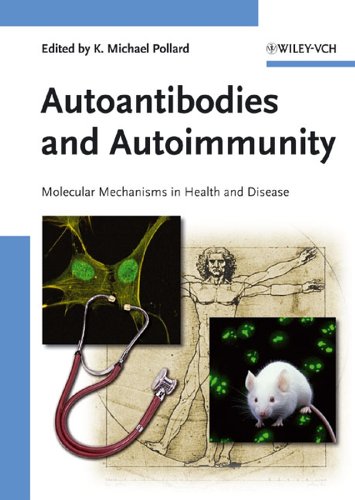 Edited by K. Michael Pollard
WILEY-VCH
Autoantibodies
and Autoimmunity
Molecular Mechanisms in Health and Disease